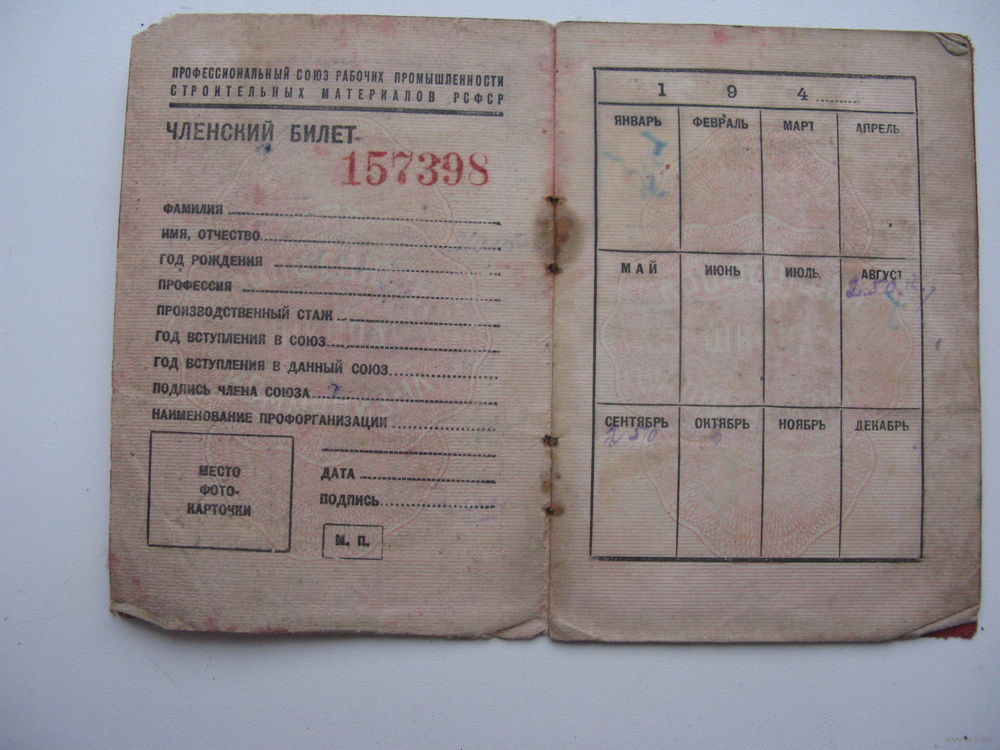 ПРОФЕССИОНАЛЬНЫЙ СОЮЗ РАБОЧИХ ПРОМЫШЛЕННОСТИ
СТРОИТЕЛЬНЫХ МАТЕРИАЛОВ РСФСР
ЧЛЕНСКИЙ БИЛЕТ
157398
ФАМИЛИЯ
ИМЯ, ОТЧЕСТВО
ГОД РОЖДЕНИЯ
ПРОФЕССИЯ
ПРОИЗВОДСТВЕННЫЙ СТАЖ
ГОД ВСТУПЛЕНИЯ В СОЮЗ
ГОД ВСТУПЛЕНИЯ В ДАННЫЙ СОЮЗ
ПОДПИСЬ ЧЛЕНА СОЮЗА
НАИМЕНОВАНИЕ ПРОФОРГАНИЗАЦИИ
МЕСТО
ФОТО-
КАРТОЧКИ
ДАТА
ПОДПИСЬ
М. П.
1 9 4
ЯНВАРЬ ФЕВРАЛЬ МАРТ АПРЕЛЬ
МАЙ ИЮНЬ ИЮЛЬ АВГУСТ
СЕНТЯБРЬ ОКТЯБРЬ НОЯБРЬ ДЕКАБРЬ
250